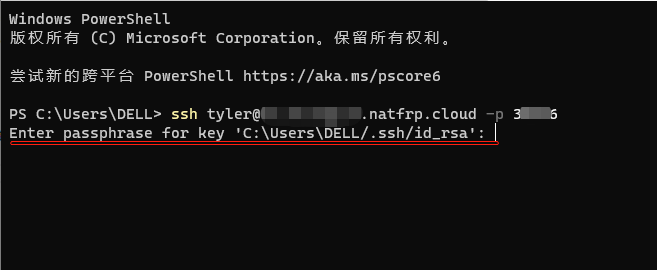 Windows PowerShell
版权所有 (C) Microsoft Corporation。保留所有权利。
尝试新的跨平台 PowerShell https://aka.ms/pscore6
PS C:\Users\DELL> ssh tyler@ .natfrp.cloud -p 3 6
Enter passphrase for key 'C:\Users\DELL/.ssh/id_rsa':